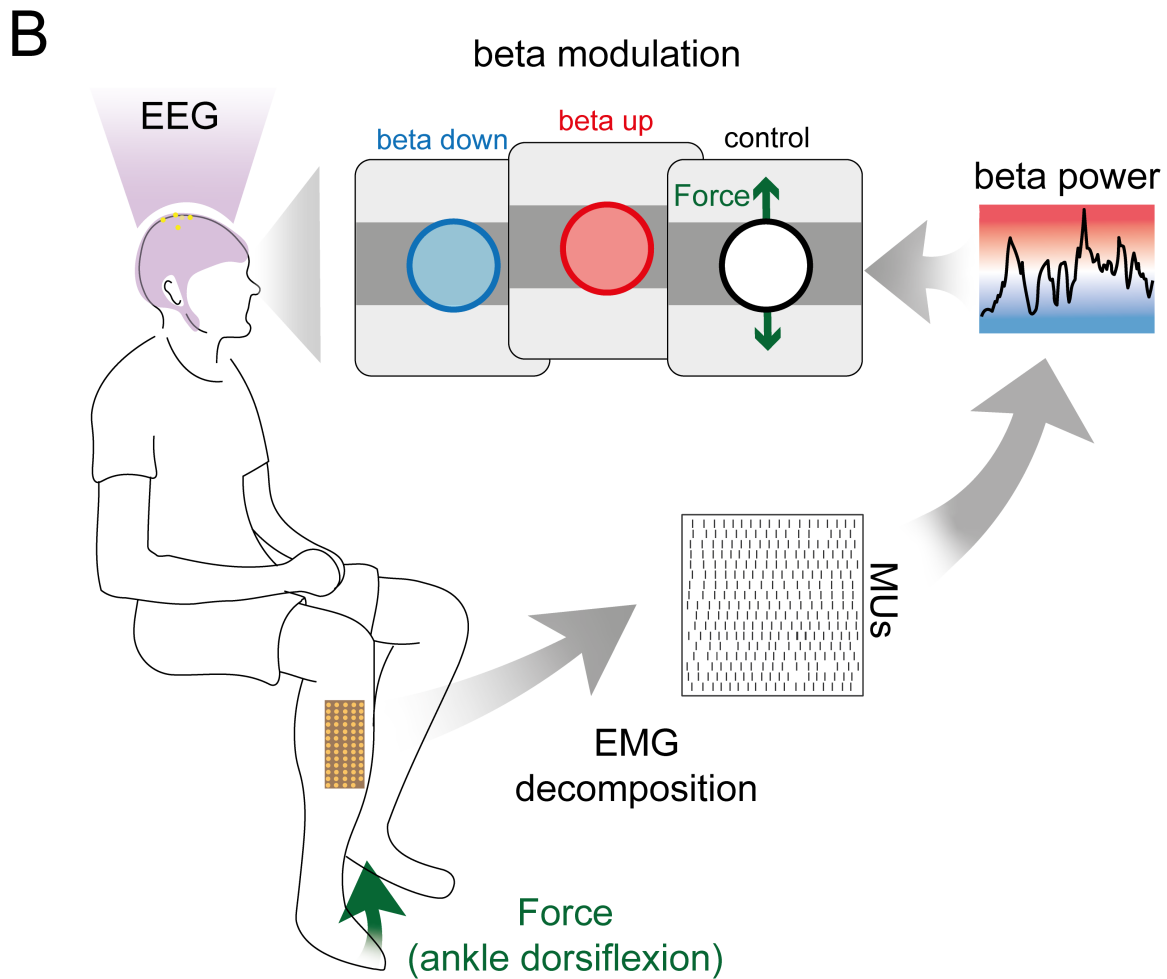 B
beta modulation
EEG
beta down
beta up
control
Force
beta power
MUs
EMG
decomposition
Force
(ankle dorsiflexion)